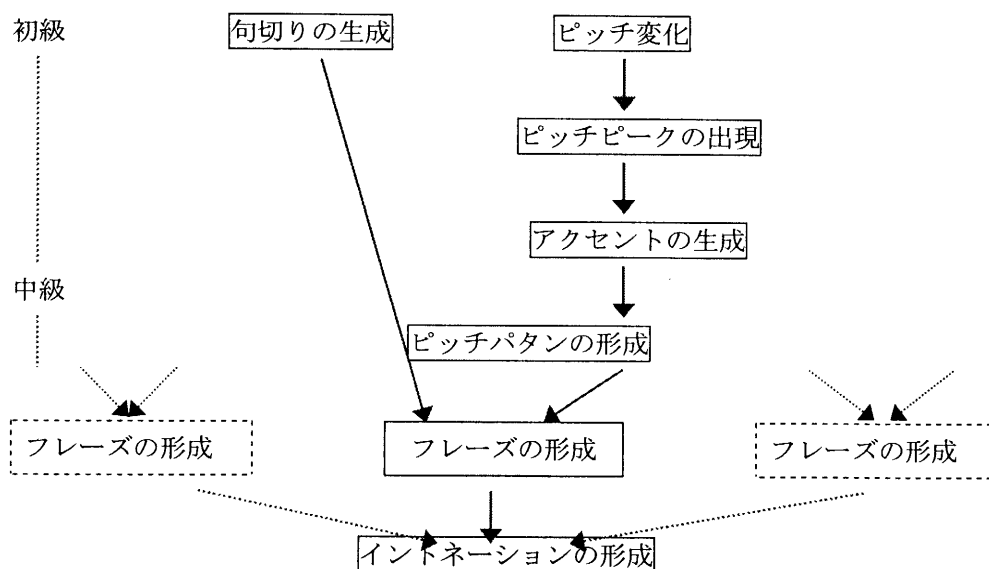 初級
句切りの生成
ピッチ変化
ピッチピークの出現
アクセントの生成
中級
ピッチパタンの形成
フレーズの形成
フレーズの形成
フレーズの形成
イントネーションの形成